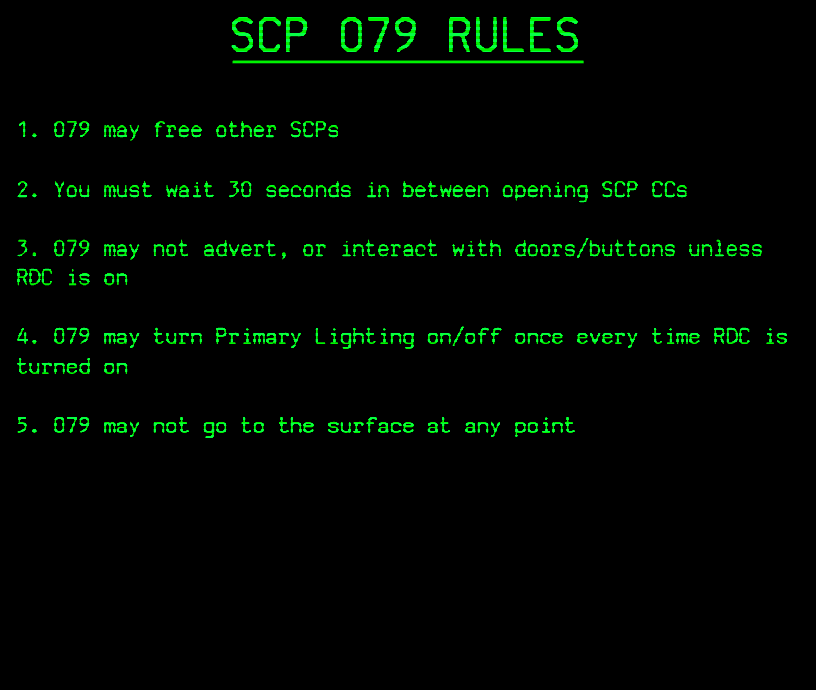 SCP 079 RULES
1. 079 may free other SCPs
2. You must wait 30 seconds in between opening SCP CCs
3. 079 may not advert, or interact with doors/buttons unless
RDC is on
4. 079 may turn Primary Lighting on/off once every time RDC is
turned on
5. 079 may not go to the surface at any point